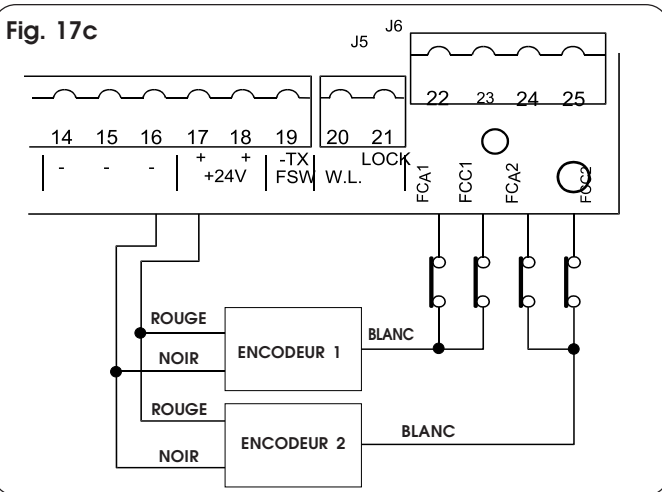 Fig. 17c
J5 J6
22 23 24 25
14 15 16 17 18 19 20 21
- - - + + -TX LOCK
+24V FSW W.L.
FCA1 FCC1 FCA2 FCC2
ROUGE
BLANC
ENCODEUR 1
NOIR
ROUGE
BLANC
ENCODEUR 2
NOIR